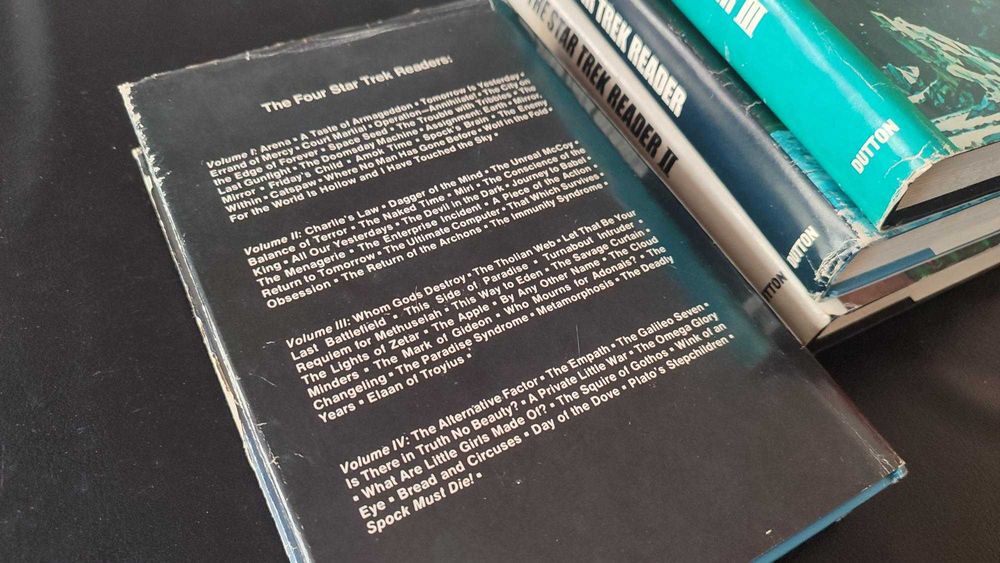 The Four Star Trek Readers:
Volume I: Arena • A Taste of Armageddon • Tomorrow Is Yesterday •
Errand of Mercy • Court Martial • Operation—Annihilate! • The City on
the Edge of Forever • Space Seed • The Trouble with Tribbles • The
Last Gunfight • The Doomsday Machine • Assignment: Earth • Mirror,
Mirror • Friday's Child • Amok Time • Spock's Brain • The Enemy
Within • Catspaw • Where No Man Has Gone Before • Wolf in the Fold •
For the World Is Hollow and I Have Touched the Sky •
Volume II: Charlie's Law • Dagger of the Mind • The Unreal McCoy •
Balance of Terror • The Naked Time • Miri • The Conscience of the
King • All Our Yesterdays • The Devil in the Dark • Journey to Babel •
The Menagerie • The Enterprise Incident • A Piece of the Action •
Return to Tomorrow • The Ultimate Computer • That Which Survives •
Obsession • The Return of the Archons • The Immunity Syndrome •
Volume III: Whom Gods Destroy • The Tholian Web • Let That Be Your
Last Battlefield • This Side of Paradise • Turnabout Intruder •
Requiem for Methuselah • This Way to Eden • The Savage Curtain •
The Lights of Zetar • The Apple • By Any Other Name • The Cloud
Minders • The Mark of Gideon • Who Mourns for Adonais? • The
Changeling • The Paradise Syndrome • Metamorphosis • The Deadly
Years • Elaan of Troyius •
Volume IV: The Alternative Factor • The Empath • The Galileo Seven •
Is There in Truth No Beauty? • A Private Little War • The Omega Glory
• What Are Little Girls Made Of? • The Squire of Gothos • Wink of an
Eye • Bread and Circuses • Day of the Dove • Plato's Stepchildren •
Spock Must Die! •
THE STAR TREK READER II
TTON
R TREK READER
DUTTON
R III
DUTTON